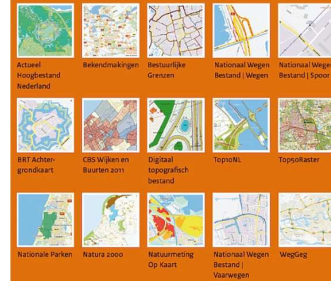 Actueel
Hoogbestand
Nederland
Bekendmakingen
Bestuurlijke
Grenzen
Nationaal Wegen
Bestand | Wegen
Nationaal Wegen
Bestand | Spoor
BRT Achter-
grondkaart
CBS Wijken en
Buurten 2011
Digitaal
topografisch
bestand
Top10NL
Top50Raster
Nationale Parken
Natura 2000
Natuurmeting
Op Kaart
Nationaal Wegen
Bestand |
Vaarwegen
WegGeg